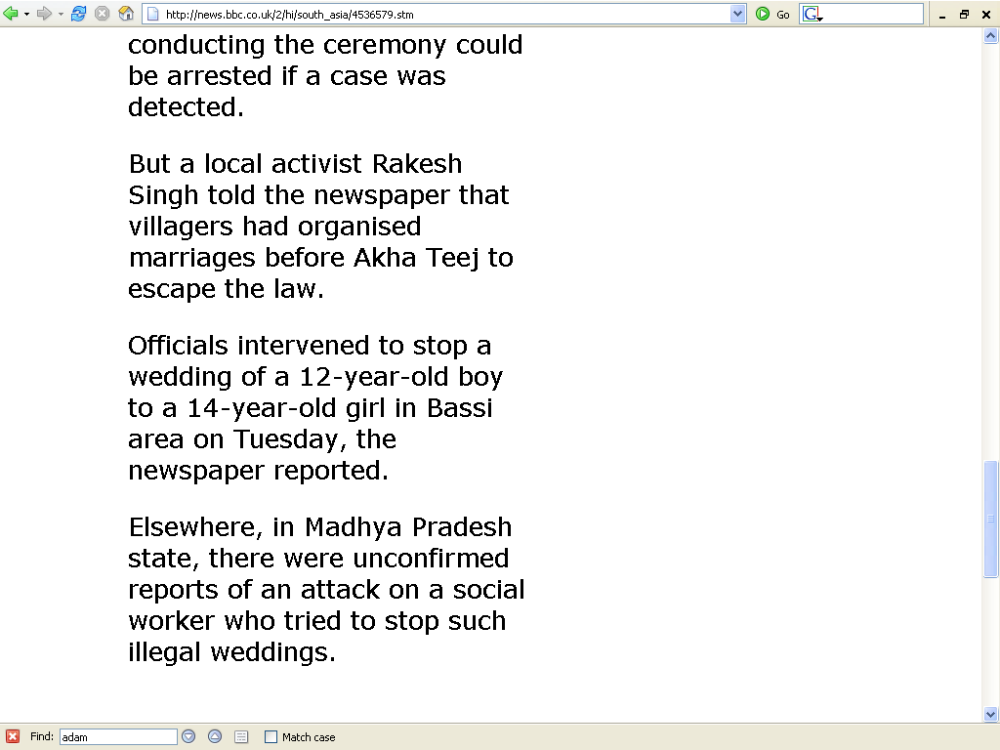 http://news.bbc.co.uk/2/hi/south_asia/4536579.stm Go G
conducting the ceremony could
be arrested if a case was
detected.
But a local activist Rakesh
Singh told the newspaper that
villagers had organised
marriages before Akha Teej to
escape the law.
Officials intervened to stop a
wedding of a 12-year-old boy
to a 14-year-old girl in Bassi
area on Tuesday, the
newspaper reported.
Elsewhere, in Madhya Pradesh
state, there were unconfirmed
reports of an attack on a social
worker who tried to stop such
illegal weddings.
Find: adam Match case